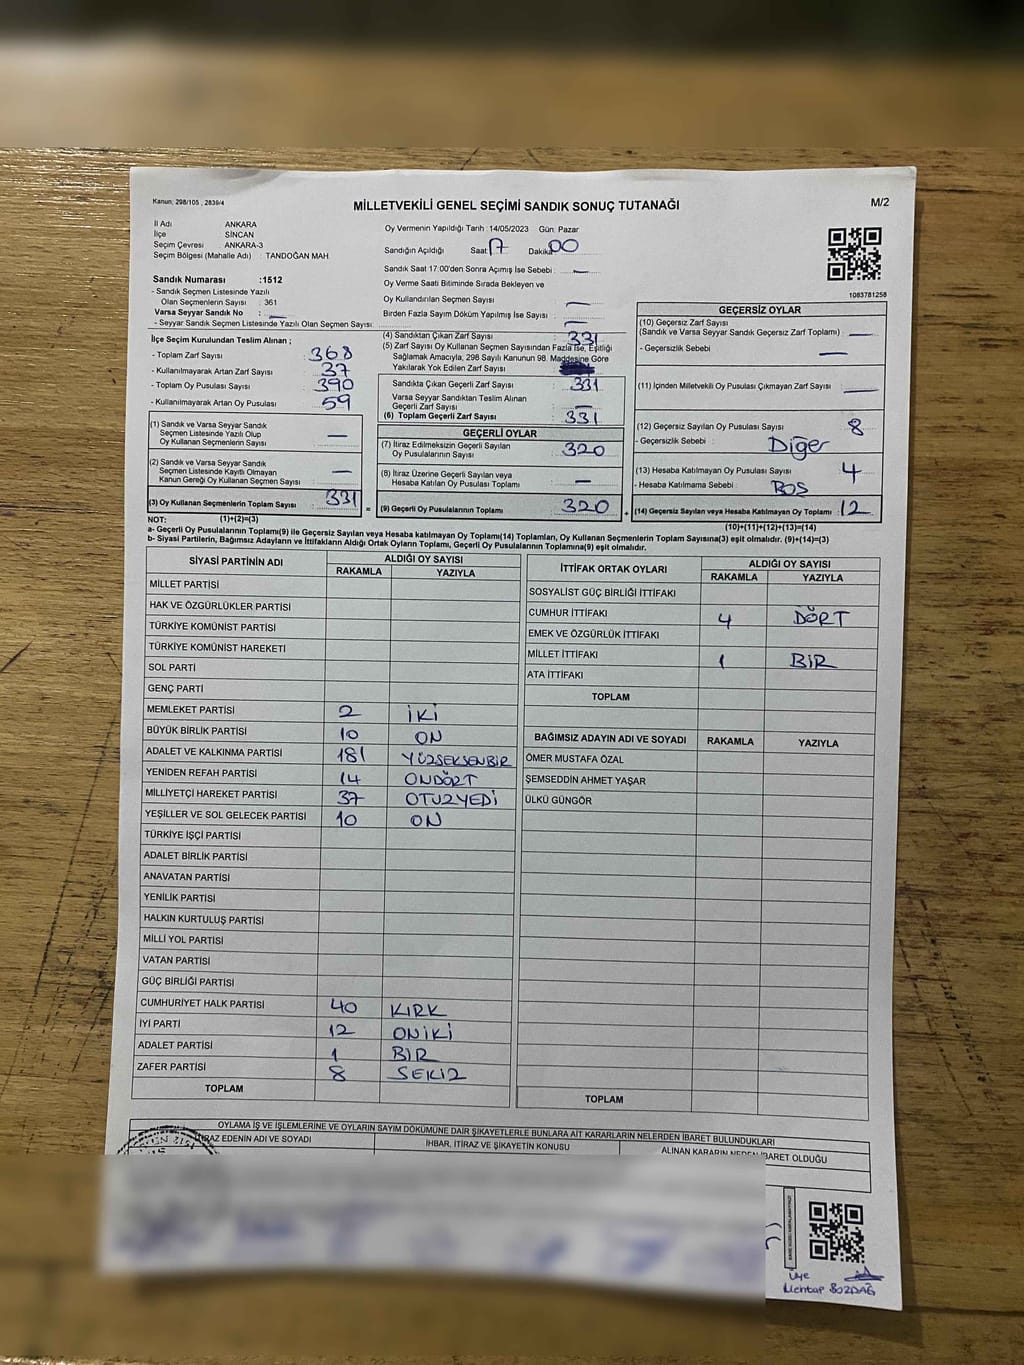 Kanun; 298/105 , 2839/4
MİLLETVEKİLİ GENEL SEÇİMİ SANDIK SONUÇ TUTANAĞI
M/2
İl Adı ANKARA
İlçe SİNCAN
Seçim Çevresi ANKARA-3
Seçim Bölgesi (Mahalle Adı) : TANDOĞAN MAH
Oy Vermenin Yapıldığı Tarih : 14/05/2023 Gün: Pazar
Sandığın Açıldığı Saat 17 Dakika 00
Sandık Saat 17:00'den Sonra Açımış İse Sebebi : —
Oy Verme Saati Bitiminde Sırada Bekleyen ve
Oy Kullandırılan Seçmen Sayısı —
Birden Fazla Sayım Döküm Yapılmış İse Sayısı : —
1083781258
Sandık Numarası :1512
- Sandık Seçmen Listesinde Yazılı
Olan Seçmenlerin Sayısı : 361
Varsa Seyyar Sandık No : —
- Seyyar Sandık Seçmen Listesinde Yazılı Olan Seçmen Sayısı:
İlçe Seçim Kurulundan Teslim Alınan ;
- Toplam Zarf Sayısı : 368
- Kullanılmayarak Artan Zarf Sayısı : 37
- Toplam Oy Pusulası Sayısı : 390
- Kullanılmayarak Artan Oy Pusulası : 59
(1) Sandık ve Varsa Seyyar Sandık
Seçmen Listesinde Yazılı Olup
Oy Kullanan Seçmenlerin Sayısı : —
(2) Sandık ve Varsa Seyyar Sandık
Seçmen Listesinde Kayıtlı Olmayan
Kanun Gereği Oy Kullanan Seçmen Sayısı : —
(3) Oy Kullanan Seçmenlerin Toplam Sayısı : 331
(1)+(2)=(3)
(4) Sandıktan Çıkan Zarf Sayısı : 331
(5) Zarf Sayısı Oy Kullanan Seçmen Sayısından Fazla İse, Eşitliği
Sağlamak Amacıyla, 298 Sayılı Kanunun 98. Maddesine Göre
Yakılarak Yok Edilen Zarf Sayısı
Sandıkta Çıkan Geçerli Zarf Sayısı : 331
Varsa Seyyar Sandıktan Teslim Alınan
Geçerli Zarf Sayısı : —
(6) Toplam Geçerli Zarf Sayısı : 331
GEÇERLİ OYLAR
(7) İtiraz Edilmeksizin Geçerli Sayılan
Oy Pusulalarının Sayısı : 320
(8) İtiraz Üzerine Geçerli Sayılan veya
Hesaba Katılan Oy Pusulası Toplamı : —
= (9) Geçerli Oy Pusulalarının Toplamı : 320 +
GEÇERSİZ OYLAR
(10) Geçersiz Zarf Sayısı
(Sandık ve Varsa Seyyar Sandık Geçersiz Zarf Toplamı) : —
- Geçersizlik Sebebi : —
(11) İçinden Milletvekili Oy Pusulası Çıkmayan Zarf Sayısı : —
(12) Geçersiz Sayılan Oy Pusulası Sayısı : 8
- Geçersizlik Sebebi : Diğer
(13) Hesaba Katılmayan Oy Pusulası Sayısı : 4
- Hesaba Katılmama Sebebi : BOŞ
(14) Geçersiz Sayılan veya Hesaba Katılmayan Oy Toplamı : 12
(10)+(11)+(12)+(13)=(14)
NOT:
a- Geçerli Oy Pusulalarının Toplamı(9) ile Geçersiz Sayılan veya Hesaba katılmayan Oy Toplamı(14) Toplamları, Oy Kullanan Seçmenlerin Toplam Sayısına(3) eşit olmalıdır. (9)+(14)=(3)
b- Siyasi Partilerin, Bağımsız Adayların ve İttifakların Aldığı Ortak Oyların Toplamı, Geçerli Oy Pusulalarının Toplamına(9) eşit olmalıdır.
SİYASİ PARTİNİN ADI ALDIĞI OY SAYISI
RAKAMLA YAZIYLA
MİLLET PARTİSİ
HAK VE ÖZGÜRLÜKLER PARTİSİ
TÜRKİYE KOMÜNİST PARTİSİ
TÜRKİYE KOMÜNİST HAREKETİ
SOL PARTİ
GENÇ PARTİ
MEMLEKET PARTİSİ 2 İKİ
BÜYÜK BİRLİK PARTİSİ 10 ON
ADALET VE KALKINMA PARTİSİ 181 YÜZSEKSENBİR
YENİDEN REFAH PARTİSİ 14 ONDÖRT
MİLLİYETÇİ HAREKET PARTİSİ 37 OTUZYEDİ
YEŞİLLER VE SOL GELECEK PARTİSİ 10 ON
TÜRKİYE İŞÇİ PARTİSİ
ADALET BİRLİK PARTİSİ
ANAVATAN PARTİSİ
YENİLİK PARTİSİ
HALKIN KURTULUŞ PARTİSİ
MİLLİ YOL PARTİSİ
VATAN PARTİSİ
GÜÇ BİRLİĞİ PARTİSİ
CUMHURİYET HALK PARTİSİ 40 KIRK
İYİ PARTİ 12 ONİKİ
ADALET PARTİSİ 1 BİR
ZAFER PARTİSİ 8 SEKİZ
TOPLAM
İTTİFAK ORTAK OYLARI ALDIĞI OY SAYISI
RAKAMLA YAZIYLA
SOSYALİST GÜÇ BİRLİĞİ İTTİFAKI
CUMHUR İTTİFAKI 4 DÖRT
EMEK VE ÖZGÜRLÜK İTTİFAKI
MİLLET İTTİFAKI 1 BİR
ATA İTTİFAKI
TOPLAM
BAĞIMSIZ ADAYIN ADI VE SOYADI RAKAMLA YAZIYLA
ÖMER MUSTAFA ÖZAL
ŞEMSEDDİN AHMET YAŞAR
ÜLKÜ GÜNGÖR
TOPLAM
OYLAMA İŞ VE İŞLEMLERİNE VE OYLARIN SAYIM DÖKÜMÜNE DAİR ŞİKAYETLERLE BUNLARA AİT KARARLARIN NELERDEN İBARET BULUNDUKLARI
İTİRAZ EDENİN ADI VE SOYADI İHBAR, İTİRAZ VE ŞİKAYETİN KONUSU ALINAN KARARIN NEDEN İBARET OLDUĞU
Üye
Mehtap BOZDAĞ